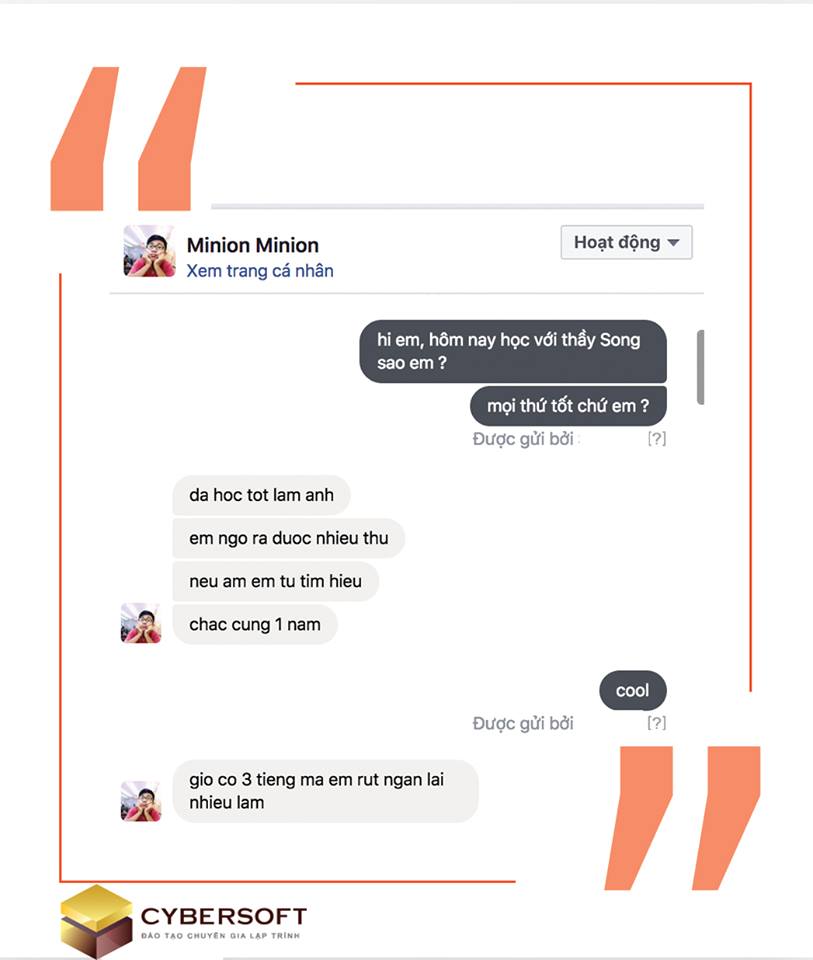 Minion Minion
Hoạt động
Xem trang cá nhân
hi em, hôm nay học với thầy Song
sao em ?
mọi thứ tốt chứ em ?
Được gửi bởi [?]
da hoc tot lam anh
em ngo ra duoc nhieu thu
neu am em tu tim hieu
chac cung 1 nam
cool
Được gửi bởi [?]
gio co 3 tieng ma em rut ngan lai
nhieu lam
CYBERSOFT
ĐÀO TẠO CHUYÊN GIA LẬP TRÌNH